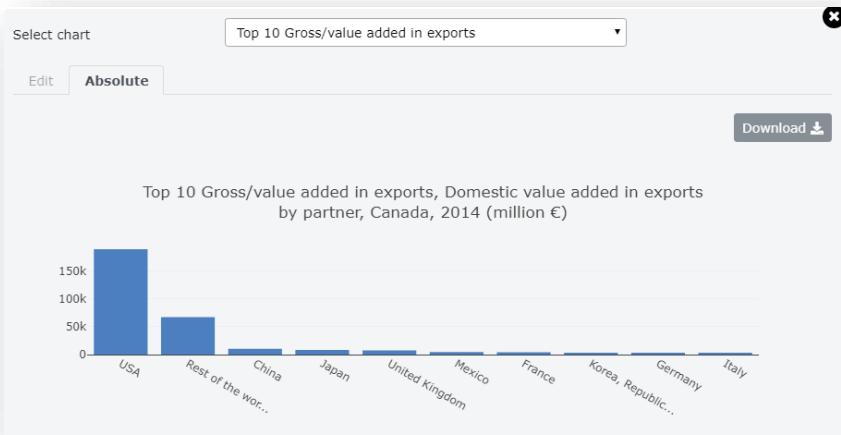 Select chart
Top 10 Gross/value added in exports
Edit
Absolute
Download
Top 10 Gross/value added in exports, Domestic value added in exports
by partner, Canada, 2014 (million €)
150k
100k
50k
0
USA
Rest of the wor...
China
Japan
United Kingdom
Mexico
France
Korea, Republic...
Germany
Italy